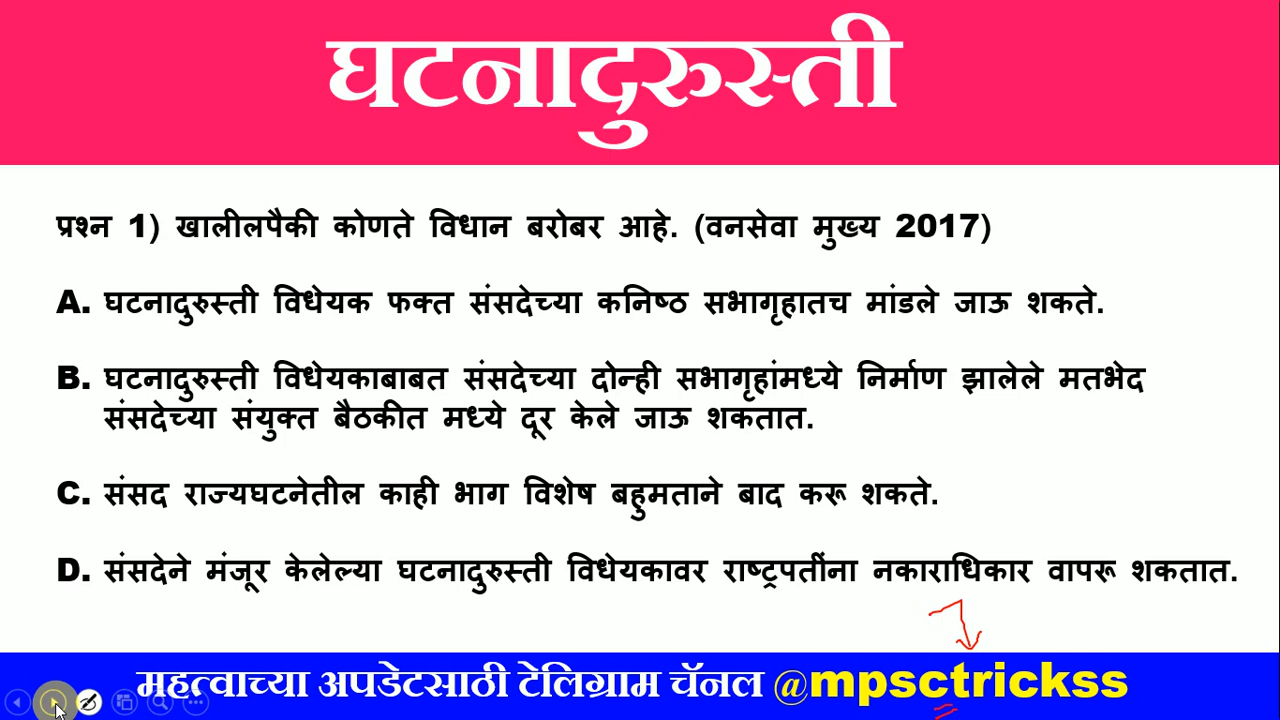 घटनादुरुस्ती
प्रश्न 1) खालीलपैकी कोणते विधान बरोबर आहे. (वनसेवा मुख्य 2017)
A. घटनादुरुस्ती विधेयक फक्त संसदेच्या कनिष्ठ सभागृहातच मांडले जाऊ शकते.
B. घटनादुरुस्ती विधेयकाबाबत संसदेच्या दोन्ही सभागृहांमध्ये निर्माण झालेले मतभेद
संसदेच्या संयुक्त बैठकीत मध्ये दूर केले जाऊ शकतात.
C. संसद राज्यघटनेतील काही भाग विशेष बहुमताने बाद करू शकते.
D. संसदेने मंजूर केलेल्या घटनादुरुस्ती विधेयकावर राष्ट्रपतींना नकाराधिकार वापरू शकतात.
महत्वाच्या अपडेटसाठी टेलिग्राम चॅनल @mpsctrickss